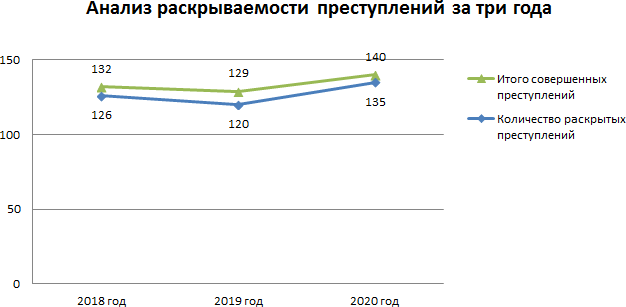 Анализ раскрываемости преступлений за три года
150
100
50
0
132
129
140
126
120
135
2018 год
2019 год
2020 год
Итого совершенных
преступлений
Количество раскрытых
преступлений